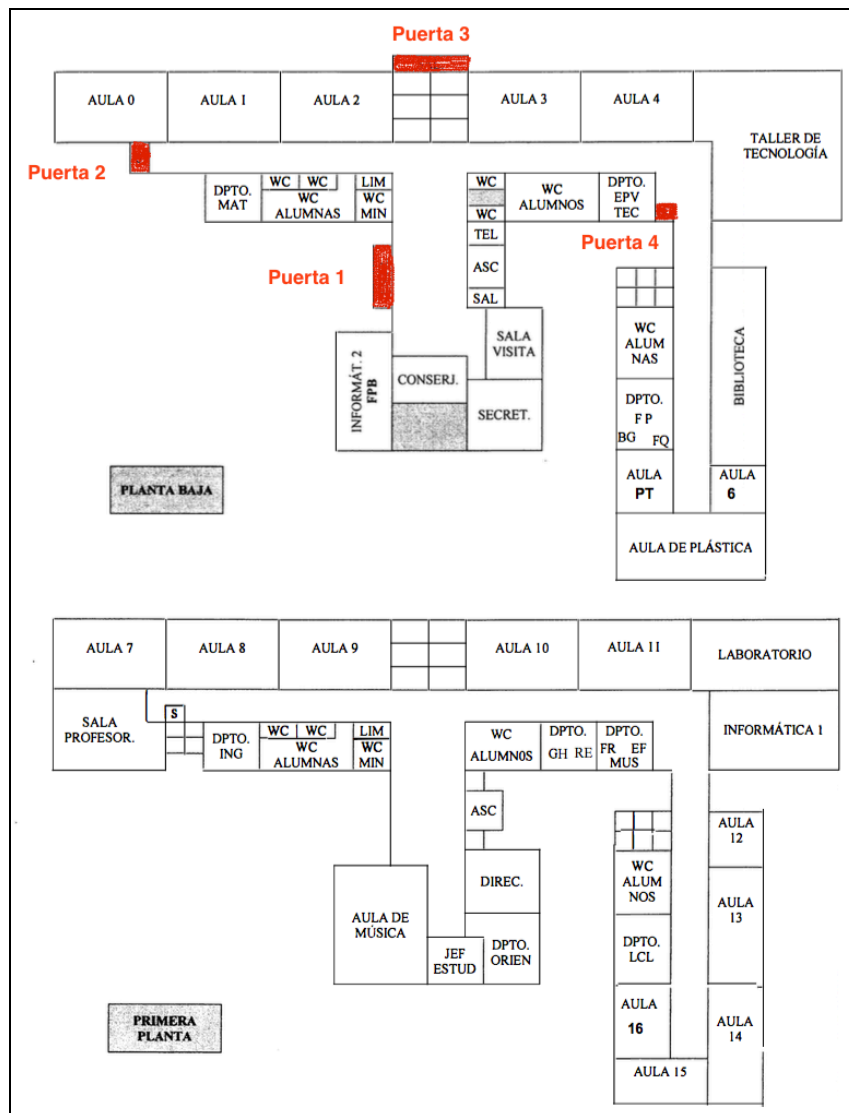 Puerta 3
AULA 0
AULA 1
AULA 2
AULA 3
AULA 4
TALLER DE
TECNOLOGÍA
Puerta 2
DPTO.
MAT
WC
WC
WC
ALUMNAS
LIM
WC
MIN
WC
WC
TEL
ASC
SAL
WC
ALUMNOS
DPTO.
EPV
TEC
Puerta 4
Puerta 1
INFORMÁT. 2
FPB
CONSERJ.
SALA
VISITA
SECRET.
WC
ALUM
NAS
DPTO.
F P
BG FQ
AULA
PT
BIBLIOTECA
AULA
6
AULA DE PLÁSTICA
PLANTA BAJA
AULA 7
AULA 8
AULA 9
AULA 10
AULA 11
LABORATORIO
SALA
PROFESOR.
S
DPTO.
ING
WC
WC
WC
ALUMNAS
LIM
WC
MIN
WC
ALUMN0S
DPTO.
GH RE
DPTO.
FR EF
MUS
INFORMÁTICA 1
ASC
DIREC.
AULA DE
MÚSICA
JEF
ESTUD
DPTO.
ORIEN
WC
ALUM
NOS
DPTO.
LCL
AULA
16
AULA
12
AULA
13
AULA
14
AULA 15
PRIMERA
PLANTA